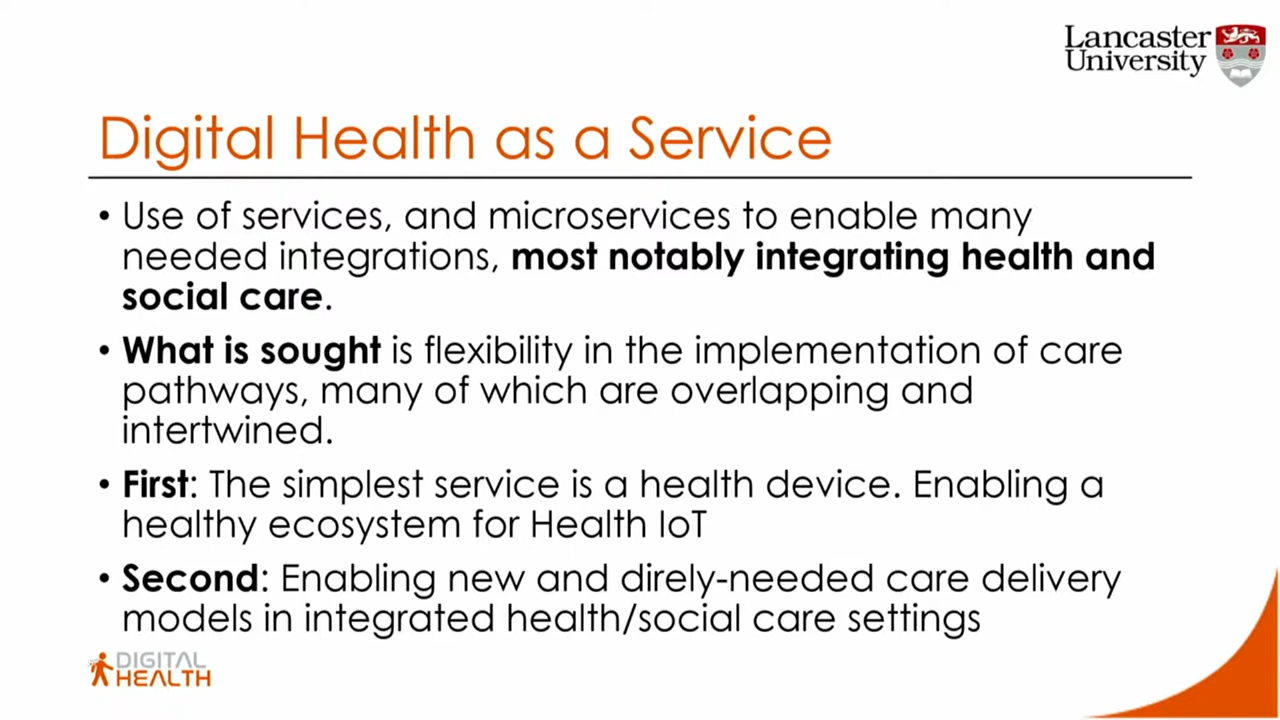 Lancaster
University
Digital Health as a Service
• Use of services, and microservices to enable many
needed integrations, most notably integrating health and
social care.
• What is sought is flexibility in the implementation of care
pathways, many of which are overlapping and
intertwined.
• First: The simplest service is a health device. Enabling a
healthy ecosystem for Health IoT
• Second: Enabling new and direly-needed care delivery
models in integrated health/social care settings
DIGITAL
HEALTH